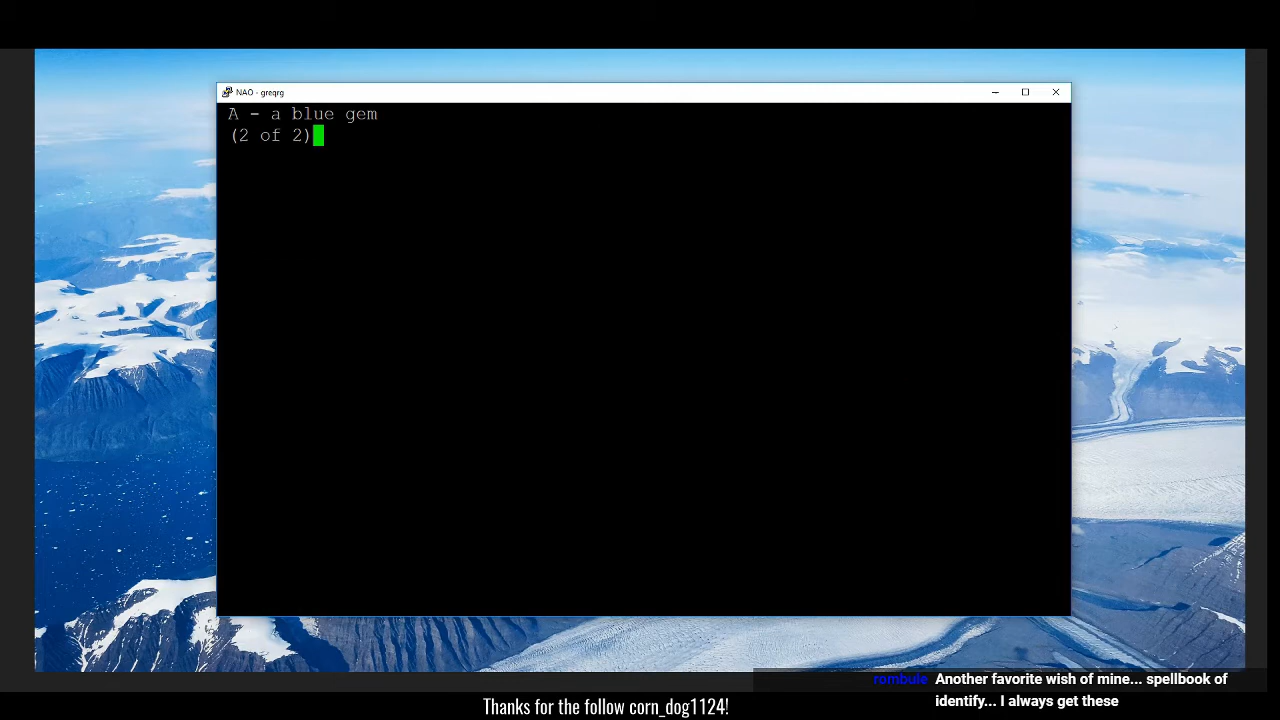 NAO - greqrg
A - a blue gem
(2 of 2)
rombule Another favorite wish of mine... spellbook of
identify... I always get these
Thanks for the follow corn_dog1124!